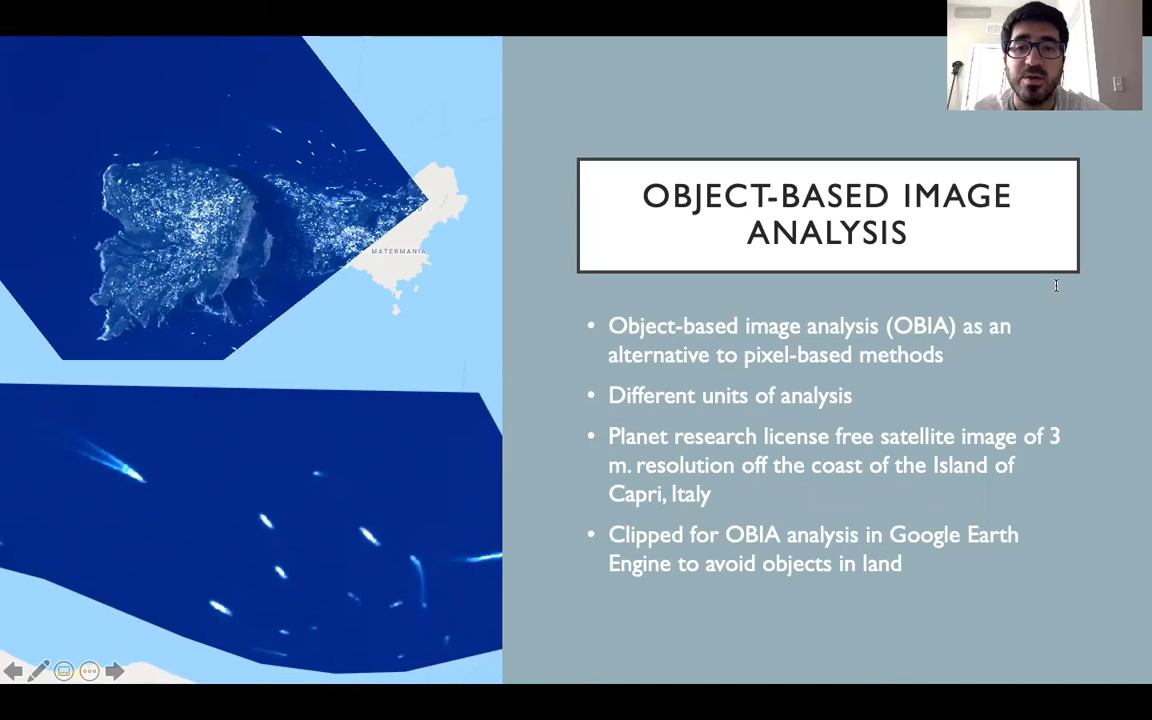 OBJECT-BASED IMAGE
ANALYSIS
MATERMANIA
• Object-based image analysis (OBIA) as an
alternative to pixel-based methods
• Different units of analysis
• Planet research license free satellite image of 3
m. resolution off the coast of the Island of
Capri, Italy
• Clipped for OBIA analysis in Google Earth
Engine to avoid objects in land